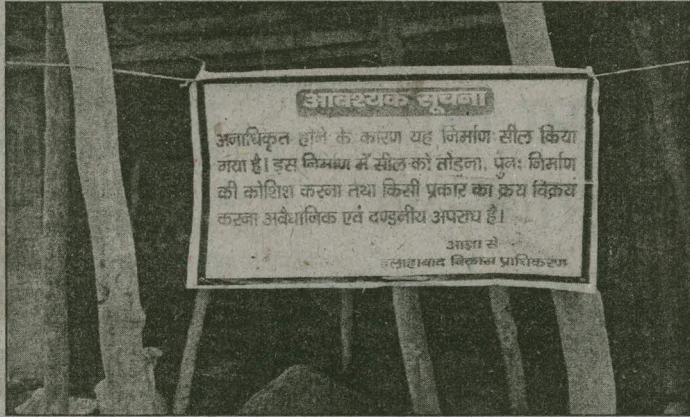 आवश्यक सूचना
अनाधिकृत होने के कारण यह निर्माण सील किया
गया है। इस निमार्ण में सील को तोड़ना, पुनः निर्माण
की कोशिश करना तथा किसी प्रकार का क्रय विक्रय
करना अवैधानिक एवं दण्डनीय अपराध है।
आज्ञा से
इलाहाबाद विकास प्राधिकरण